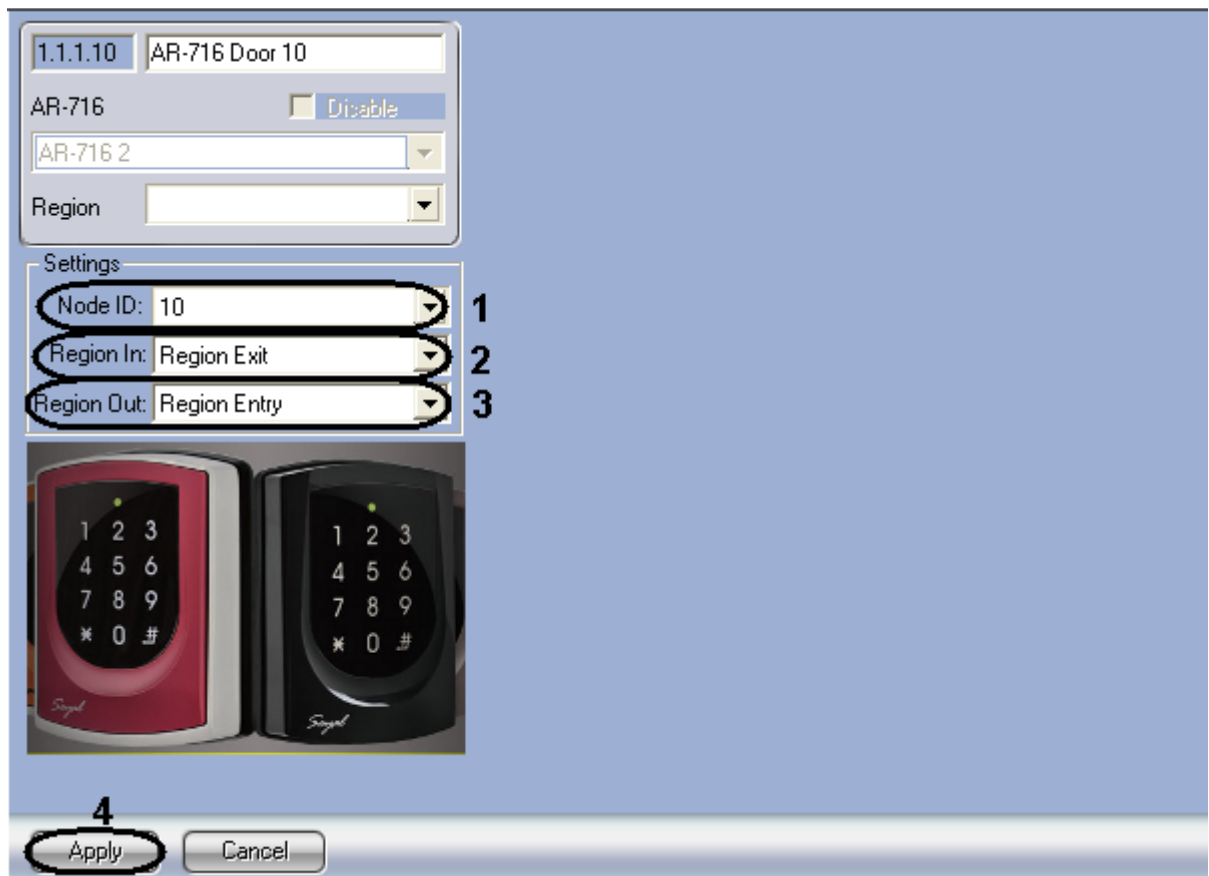 1.1.1.10 AR-716 Door 10
AR-716 Disable
AR-716 2
Region
Settings
Node ID: 10 1
Region In: Region Exit 2
Region Out: Region Entry 3
1 2 3 1 2 3
4 5 6 4 5 6
7 8 9 7 8 9
* 0 # * 0 #
Soyal Soyal
4
Apply Cancel